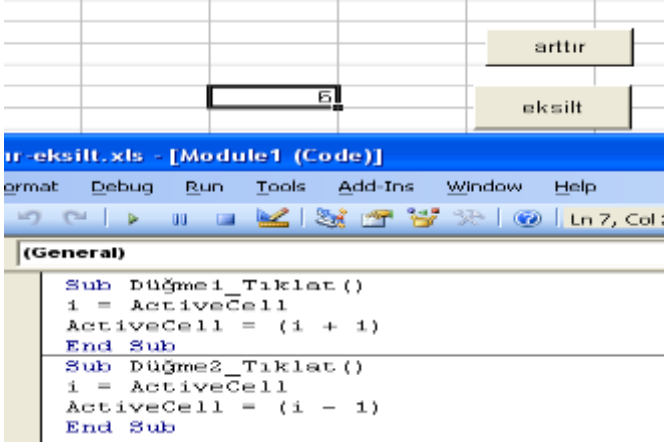 arttır
6
eksilt
ır-eksilt.xls - [Module1 (Code)]
ormat Debug Run Tools Add-Ins Window Help
Ln 7, Col
(General)
Sub Düğme1_Tıklat()
i = ActiveCell
ActiveCell = (i + 1)
End Sub
Sub Düğme2_Tıklat()
i = ActiveCell
ActiveCell = (i - 1)
End Sub